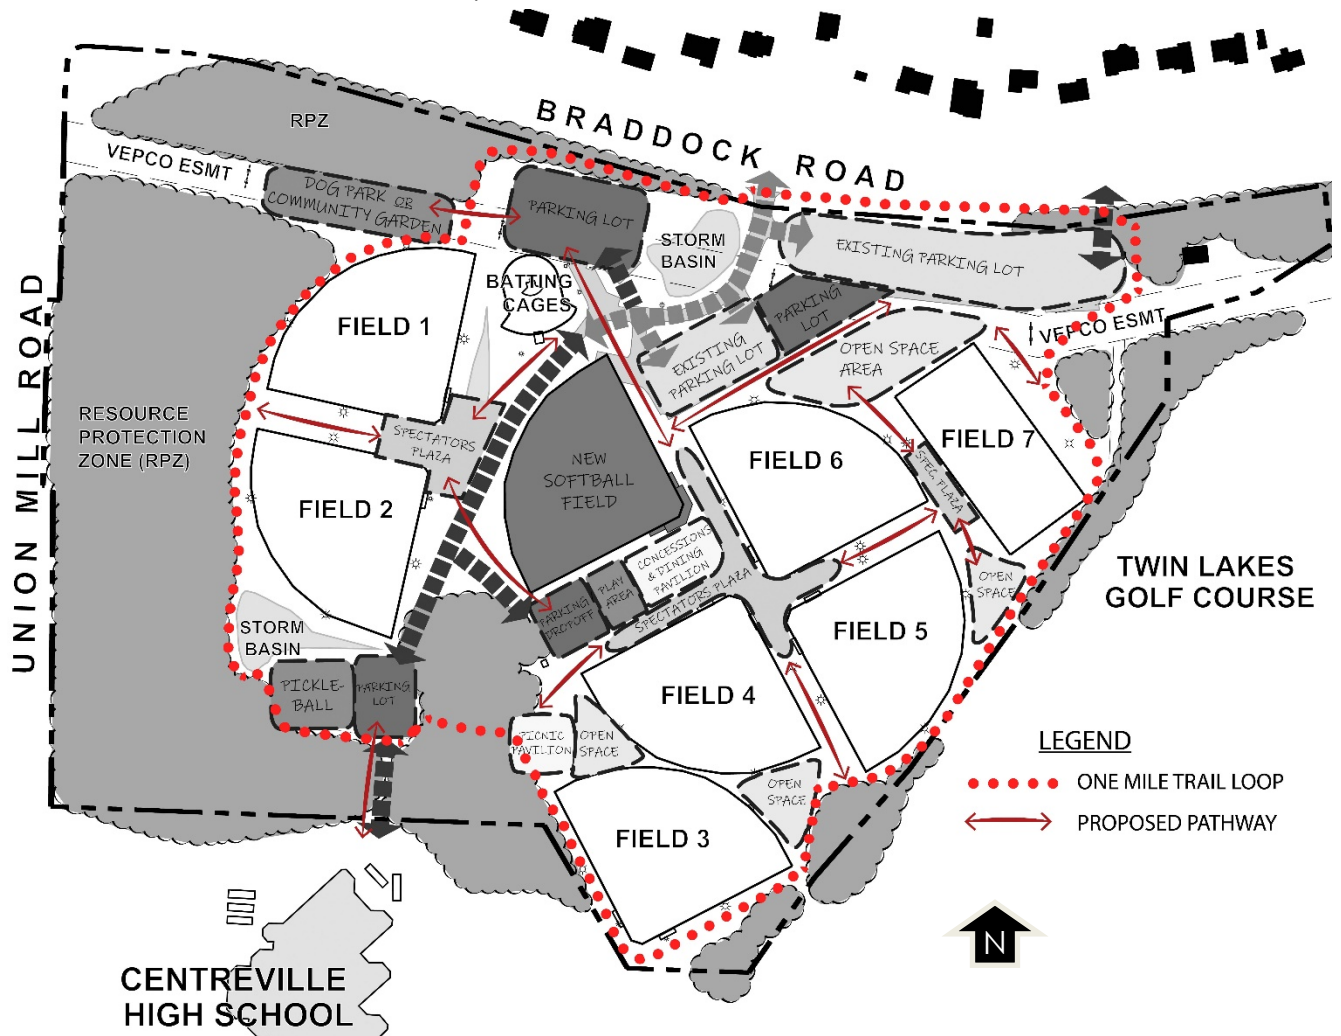 BRADDOCK ROAD
RPZ
VEPCO ESMT
DOG PARK OR
COMMUNITY
GARDEN
PARKING LOT
STORM
BASIN
EXISTING PARKING LOT
BATTING
CAGES
PARKING
LOT
VEPCO ESMT
FIELD 1
EXISTING
PARKING LOT
OPEN SPACE
AREA
UNION MILL ROAD
RESOURCE
PROTECTION
ZONE (RPZ)
SPECTATORS
PLAZA
FIELD 7
FIELD 6
NEW
SOFTBALL
FIELD
SPEC. PLAZA
FIELD 2
CONCESSIONS
& DINING
PAVILION
TWIN LAKES
GOLF COURSE
OPEN
SPACE
PLAY
AREA
PARKING
DROPOFF
SPECTATORS PLAZA
STORM
BASIN
FIELD 5
PICKLE-
BALL
PARKING
LOT
FIELD 4
PICNIC
PAVILION
OPEN
SPACE
LEGEND
ONE MILE TRAIL LOOP
OPEN
SPACE
PROPOSED PATHWAY
FIELD 3
N
CENTREVILLE
HIGH SCHOOL